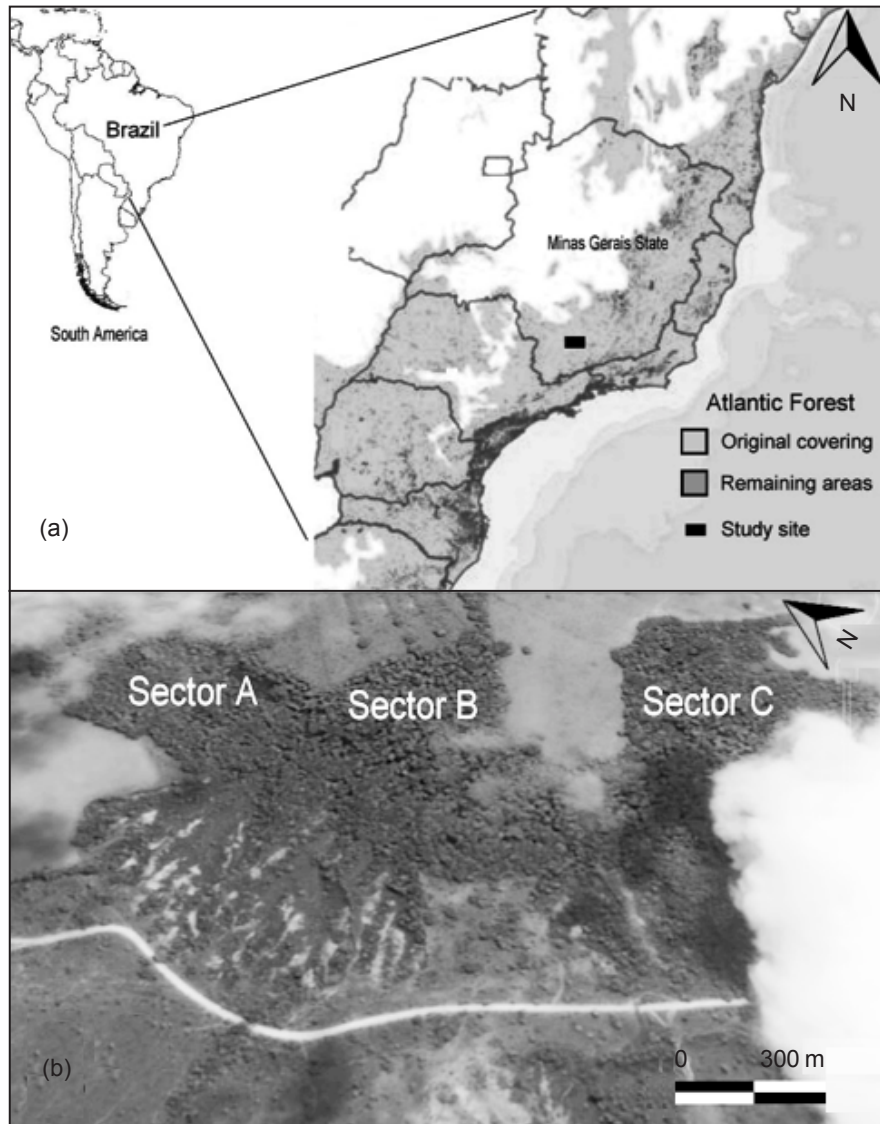 Brazil
South America
(a)
N
Minas Gerais State
Atlantic Forest
Original covering
Remaining areas
Study site
N
Sector A
Sector B
Sector C
(b)
0 300 m